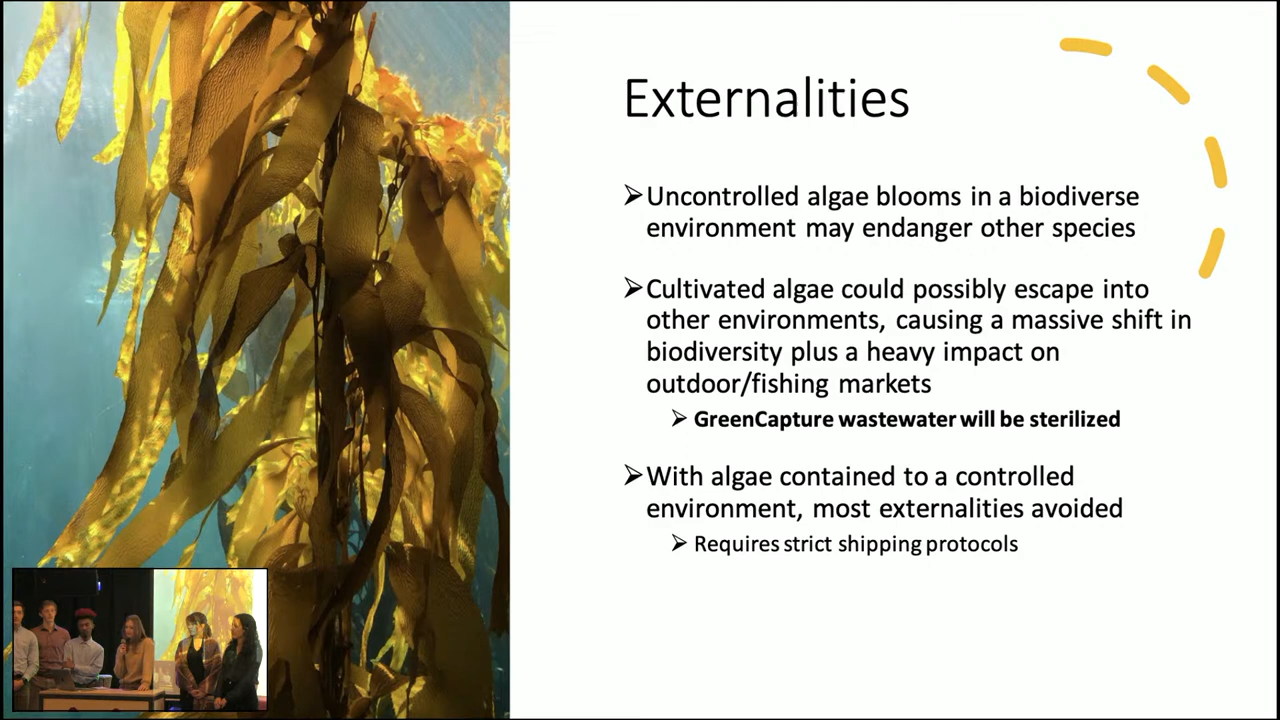 Externalities
➢Uncontrolled algae blooms in a biodiverse
environment may endanger other species
➢Cultivated algae could possibly escape into
other environments, causing a massive shift in
biodiversity plus a heavy impact on
outdoor/fishing markets
➢ GreenCapture wastewater will be sterilized
➢With algae contained to a controlled
environment, most externalities avoided
➢ Requires strict shipping protocols